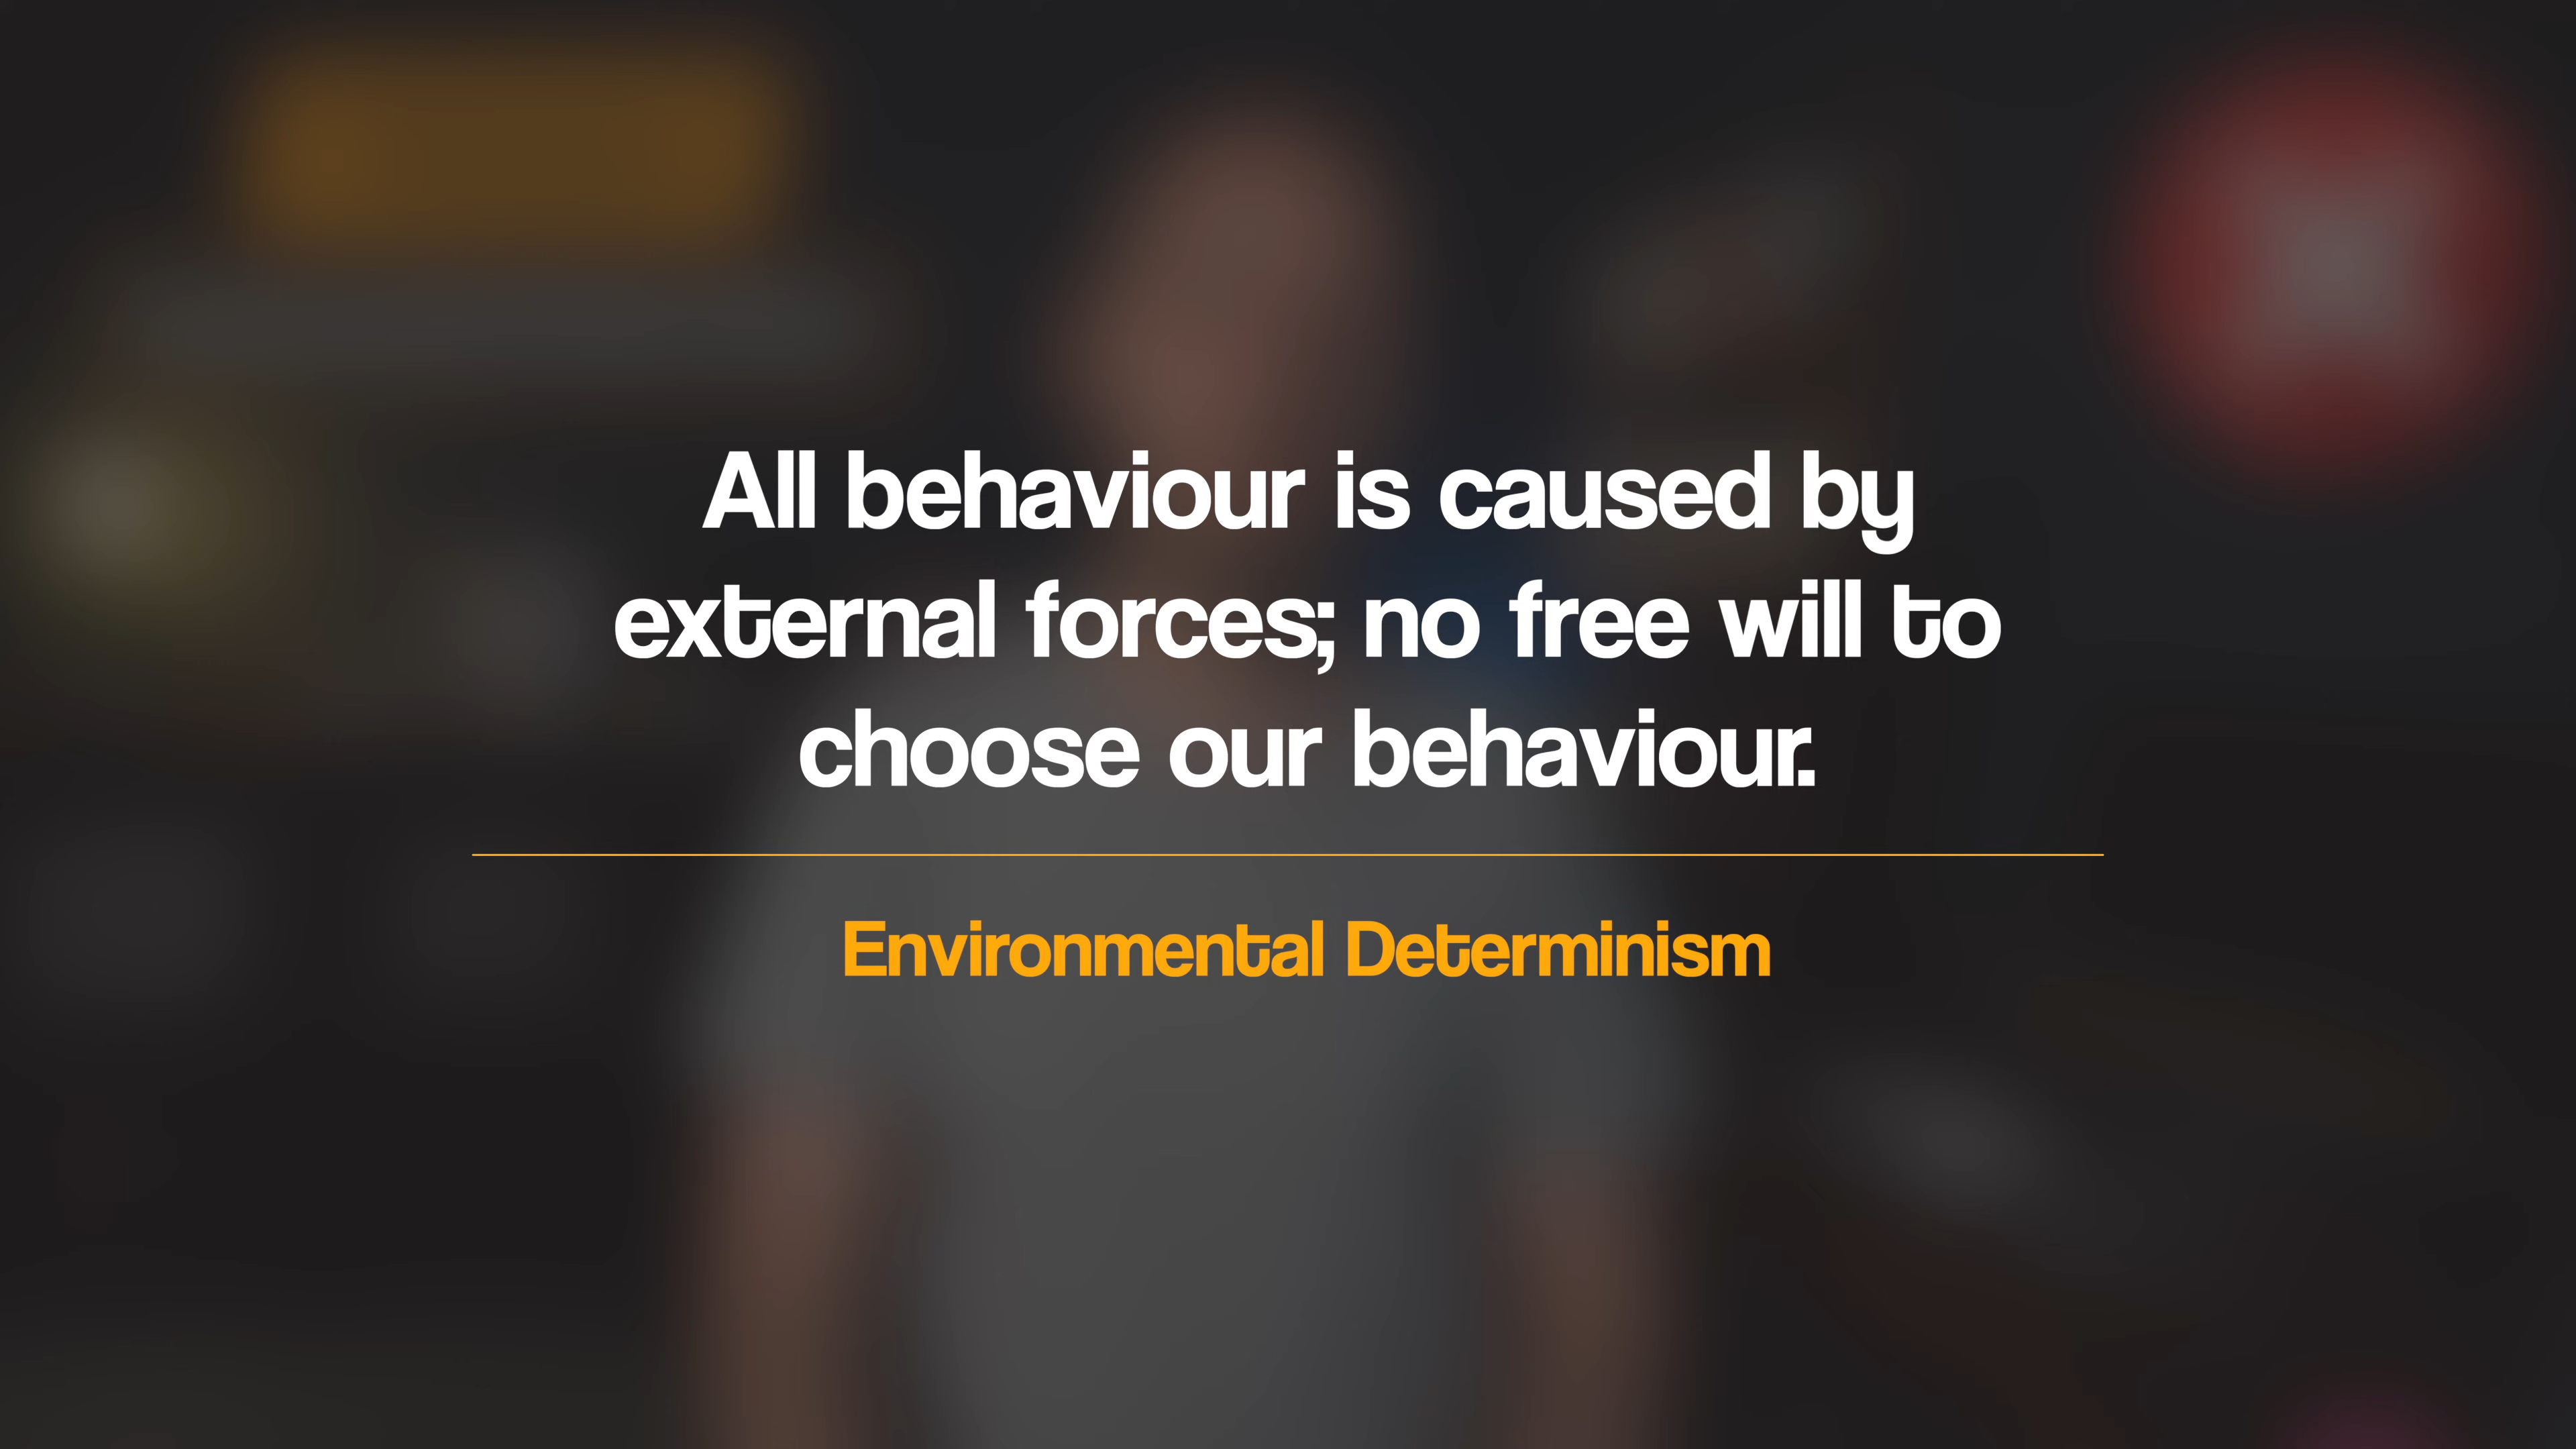 All behaviour is caused by
external forces; no free will to
choose our behaviour.
Environmental Determinism